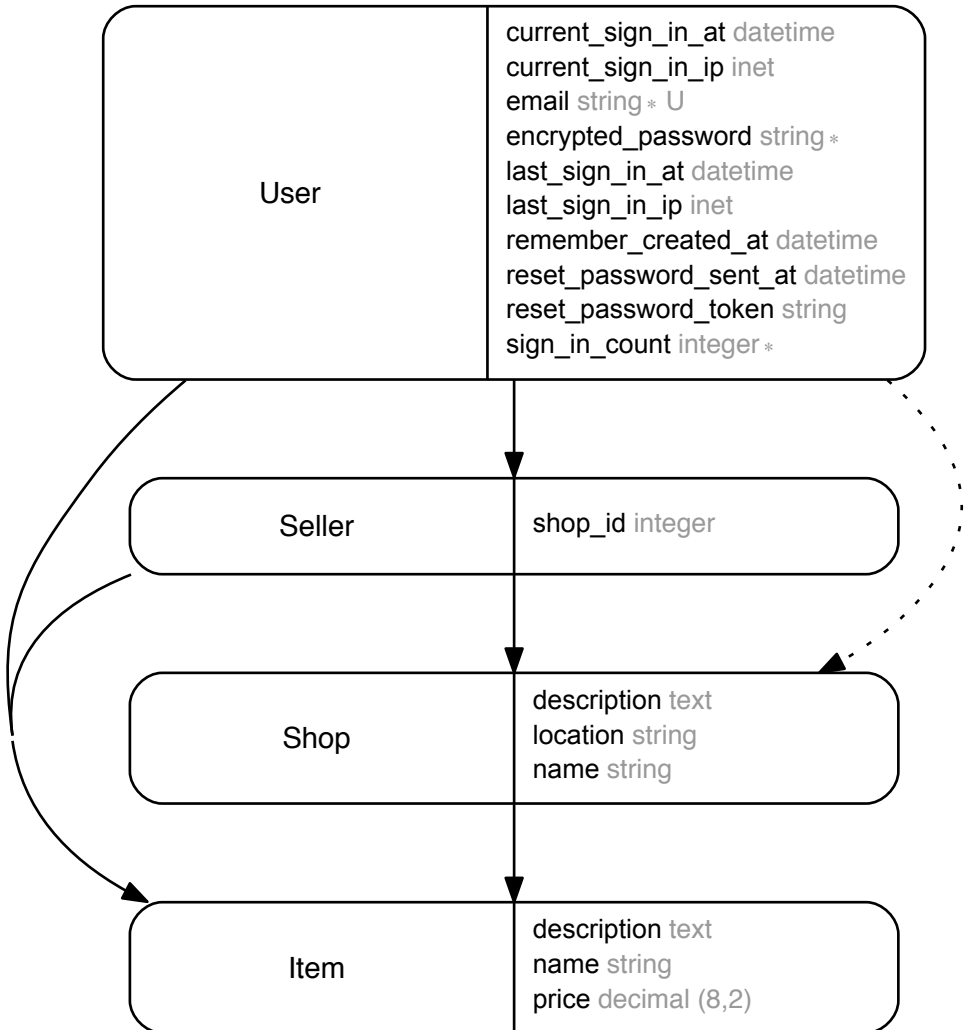 User
current_sign_in_at datetime
current_sign_in_ip inet
email string * U
encrypted_password string *
last_sign_in_at datetime
last_sign_in_ip inet
remember_created_at datetime
reset_password_sent_at datetime
reset_password_token string
sign_in_count integer *
Seller
shop_id integer
Shop
description text
location string
name string
Item
description text
name string
price decimal (8,2)